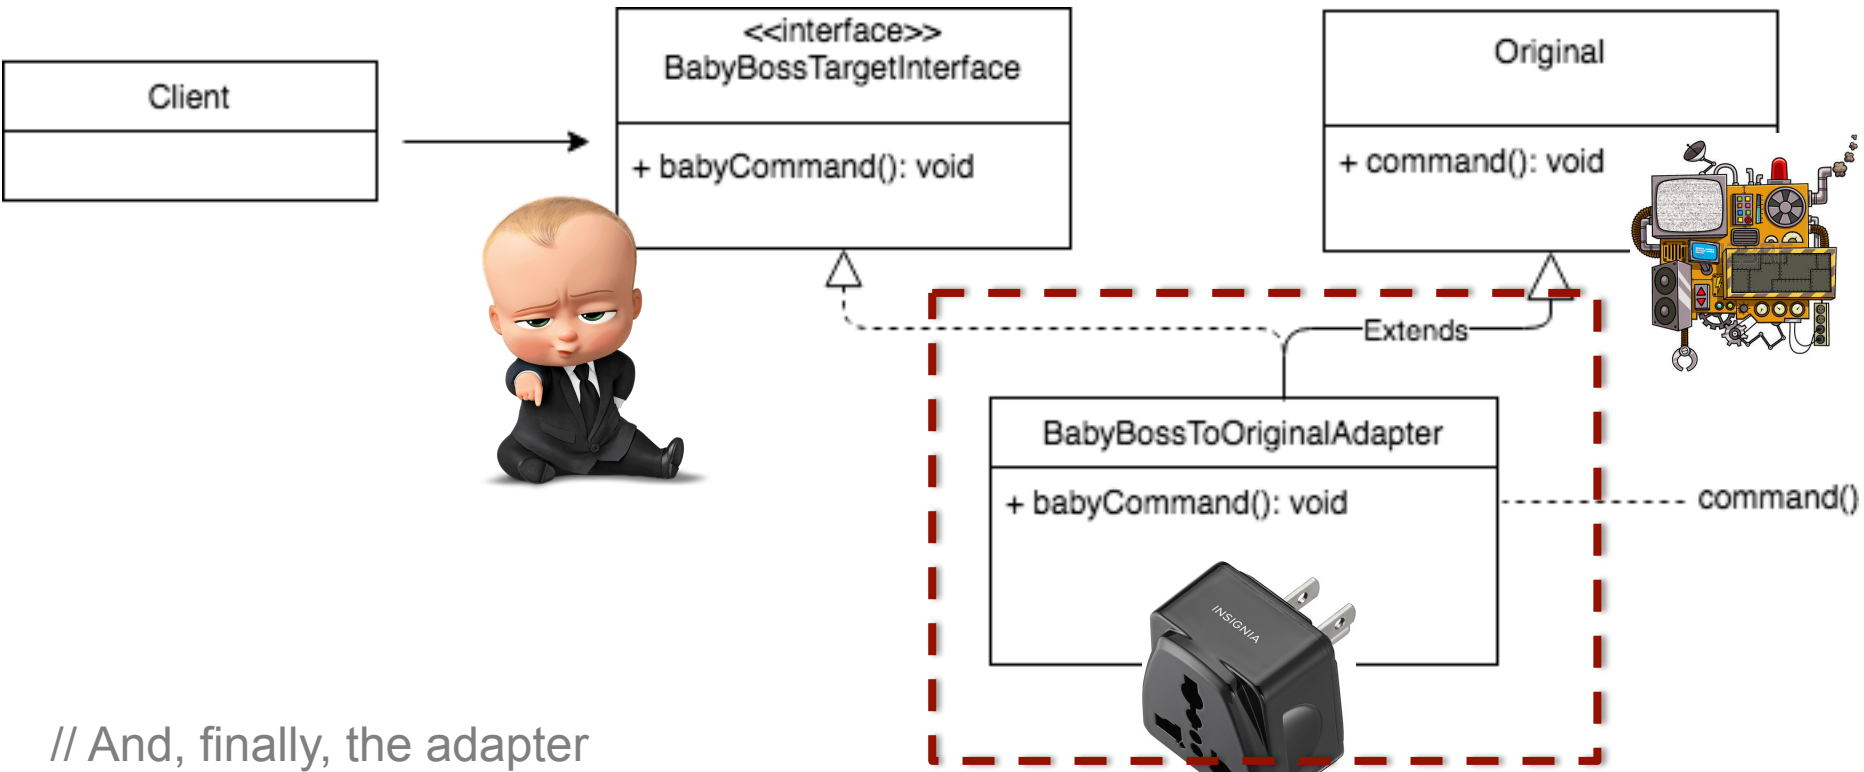 Client
<<interface>>
BabyBossTargetInterface
+ babyCommand(): void
Original
+ command(): void
Extends
BabyBossToOriginalAdapter
+ babyCommand(): void
command()
INSIGNIA
// And, finally, the adapter